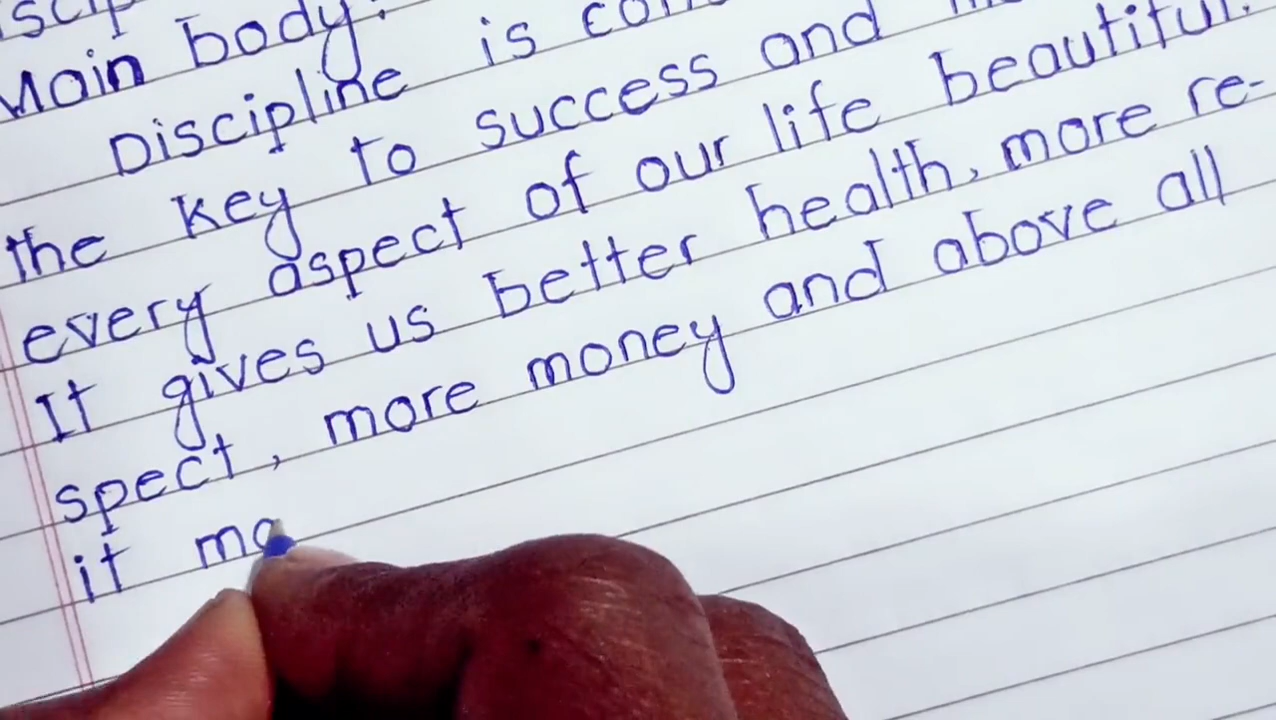 Main body:
Discipline is
the key to success and
every aspect of our life beautiful.
It gives us better health, more re-
spect, more money and above all
it ma